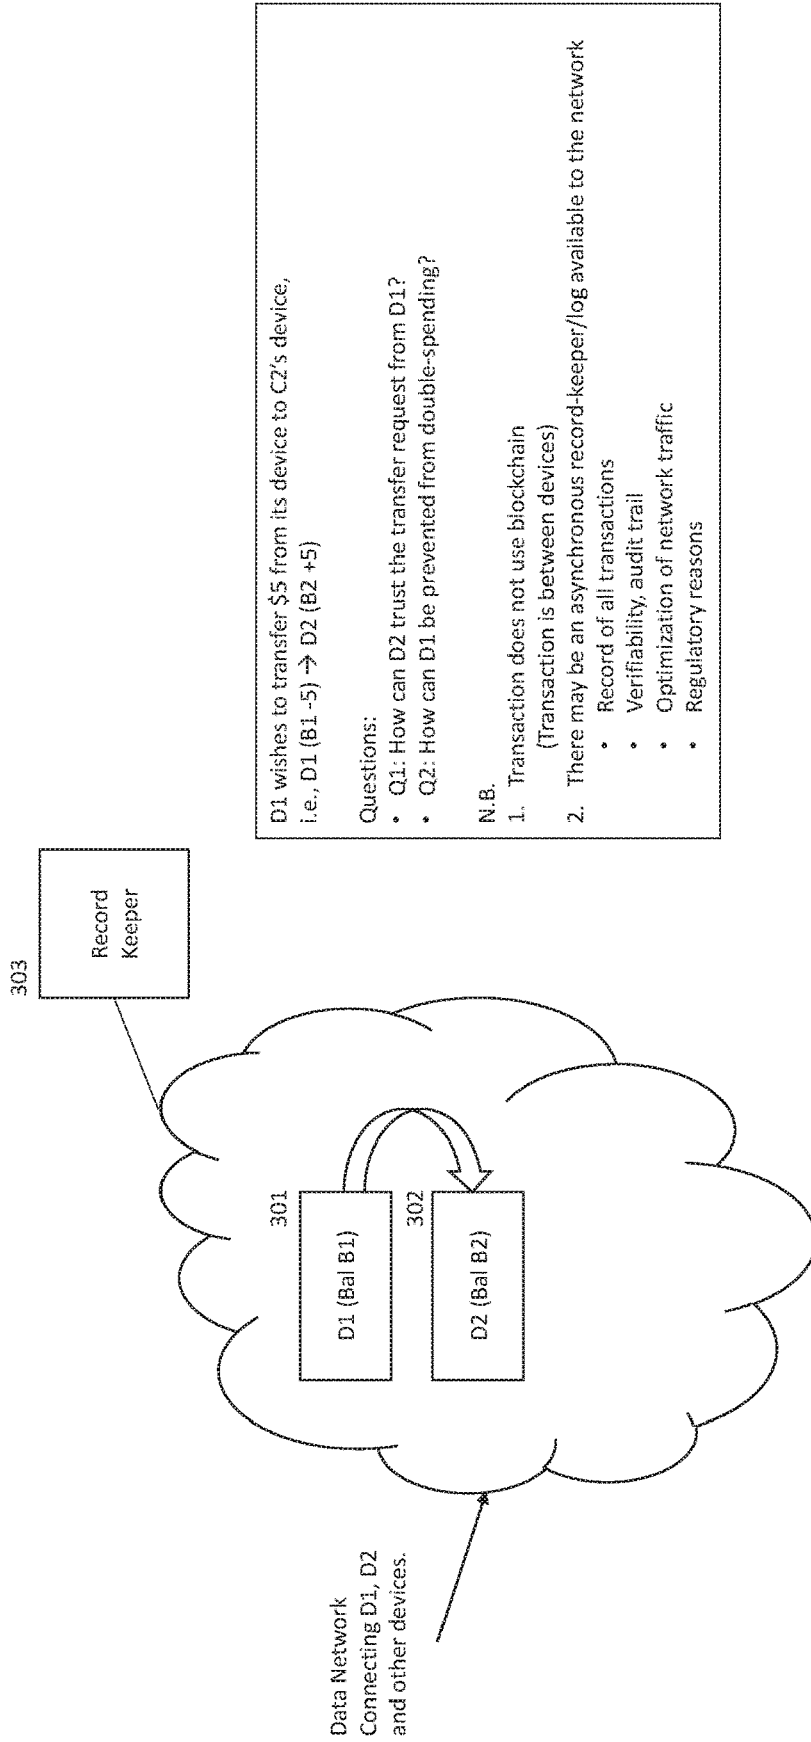 Data Network
Connecting D1, D2
and other devices.
D1 (Bal B1)
301
D2 (Bal B2)
302
303
Record
Keeper
D1 wishes to transfer $5 from its device to C2's device,
i.e., D1 (B1 -5) → D2 (B2 +5)
Questions:
• Q1: How can D2 trust the transfer request from D1?
• Q2: How can D1 be prevented from double-spending?
N.B.
1. Transaction does not use blockchain
(Transaction is between devices)
2. There may be an asynchronous record-keeper/log available to the network
• Record of all transactions
• Verifiability, audit trail
• Optimization of network traffic
• Regulatory reasons